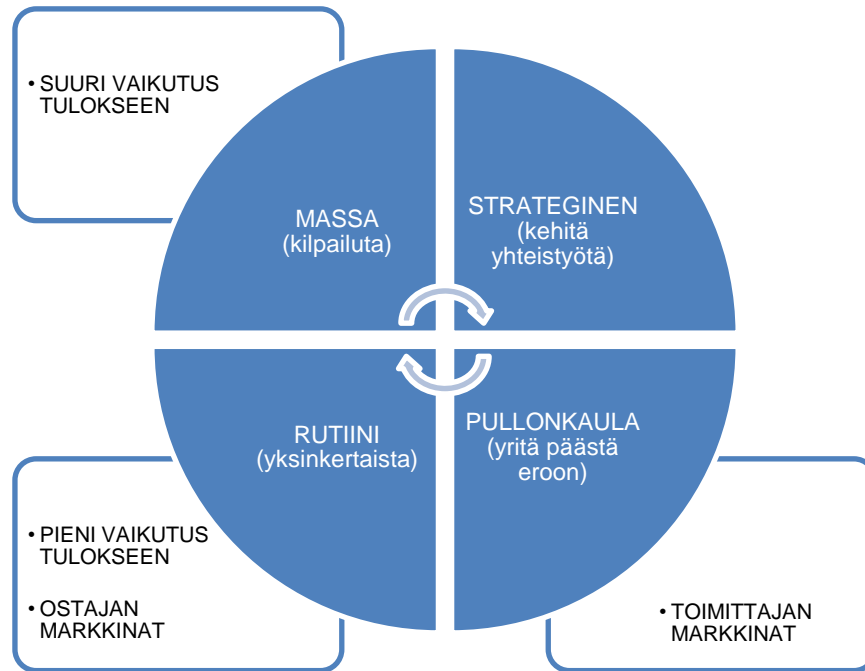 • SUURI VAIKUTUS
TULOKSEEN
MASSA
(kilpailuta)
STRATEGINEN
(kehitä
yhteistyötä)
RUTIINI
(yksinkertaista)
PULLONKAULA
(yritä päästä
eroon)
• PIENI VAIKUTUS
TULOKSEEN
• OSTAJAN
MARKKINAT
• TOIMITTAJAN
MARKKINAT